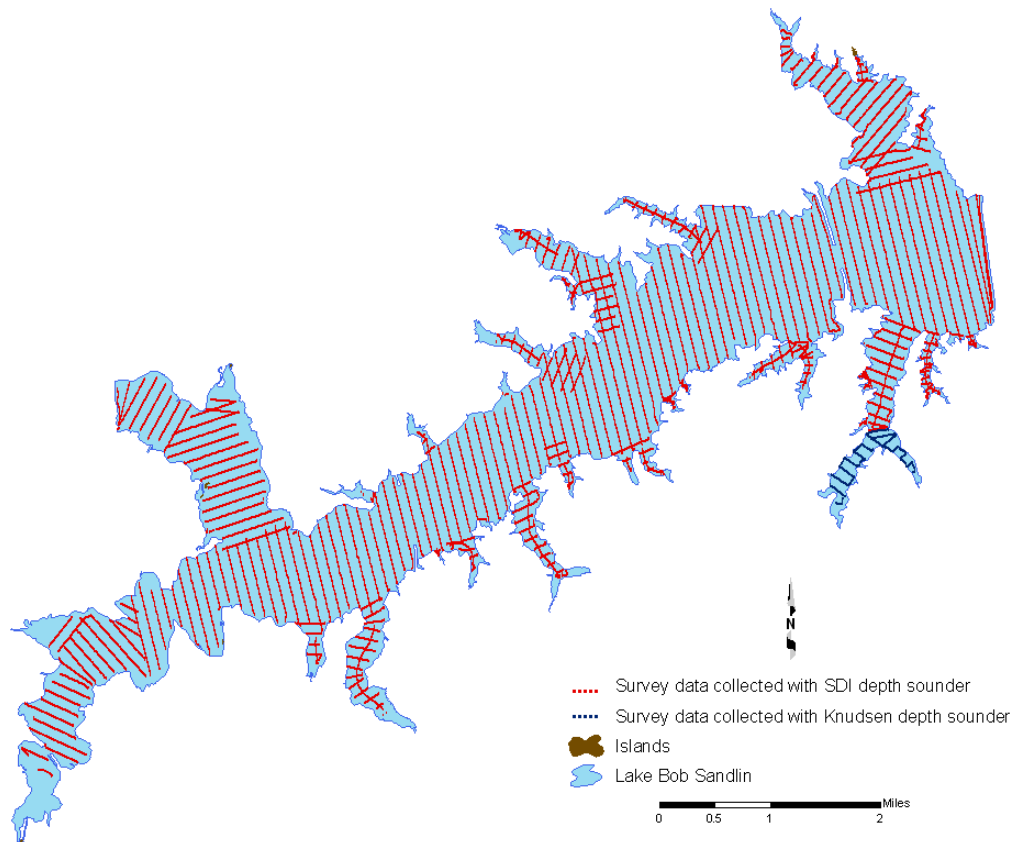 N
Survey data collected with SDI depth sounder
Survey data collected with Knudsen depth sounder
Islands
Lake Bob Sandlin
Miles
0 0.5 1 2